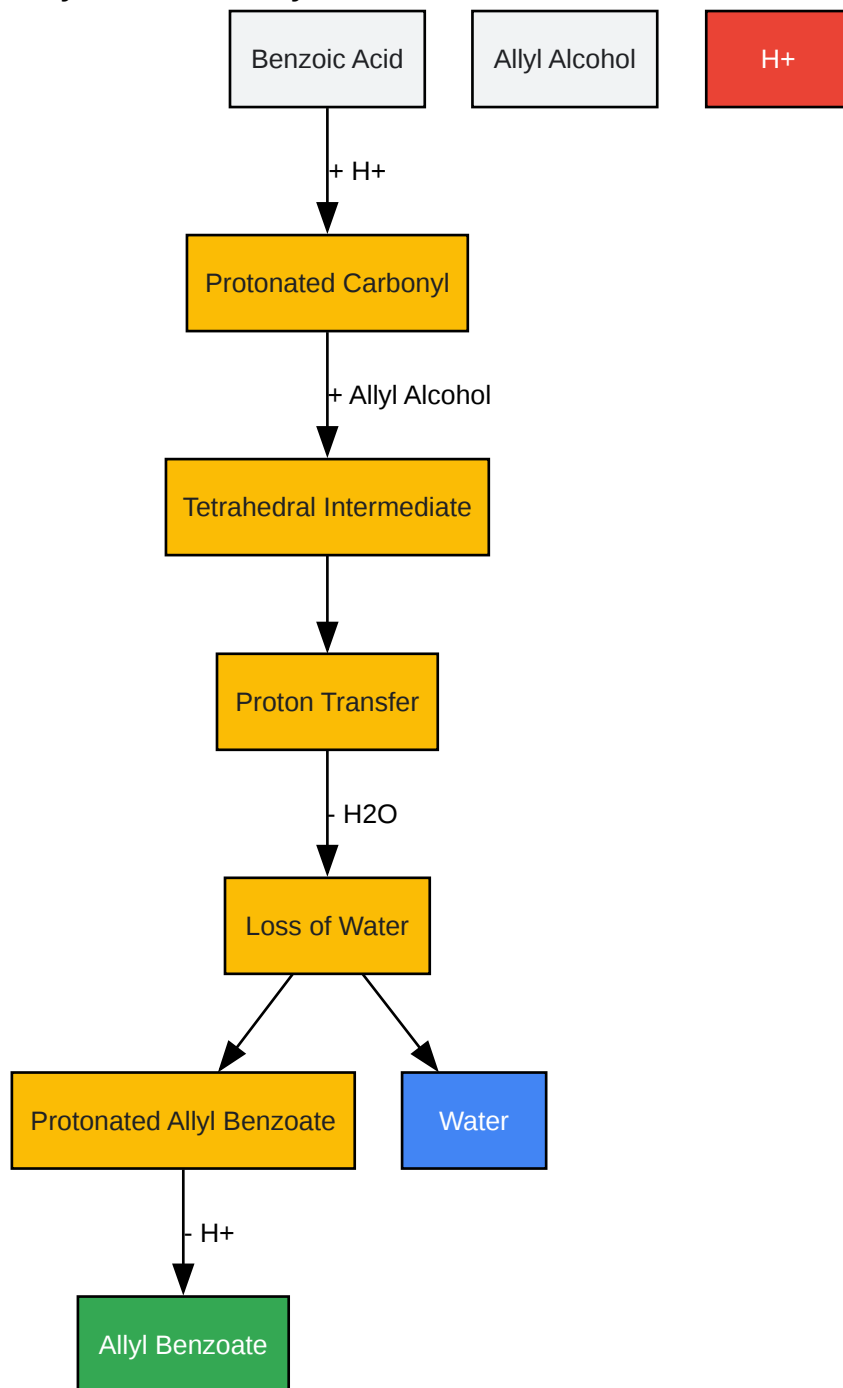 Benzoic Acid
Allyl Alcohol
H+
+ H+
Protonated Carbonyl
+ Allyl Alcohol
Tetrahedral Intermediate
Proton Transfer
- H2O
Loss of Water
Protonated Allyl Benzoate
Water
- H+
Allyl Benzoate